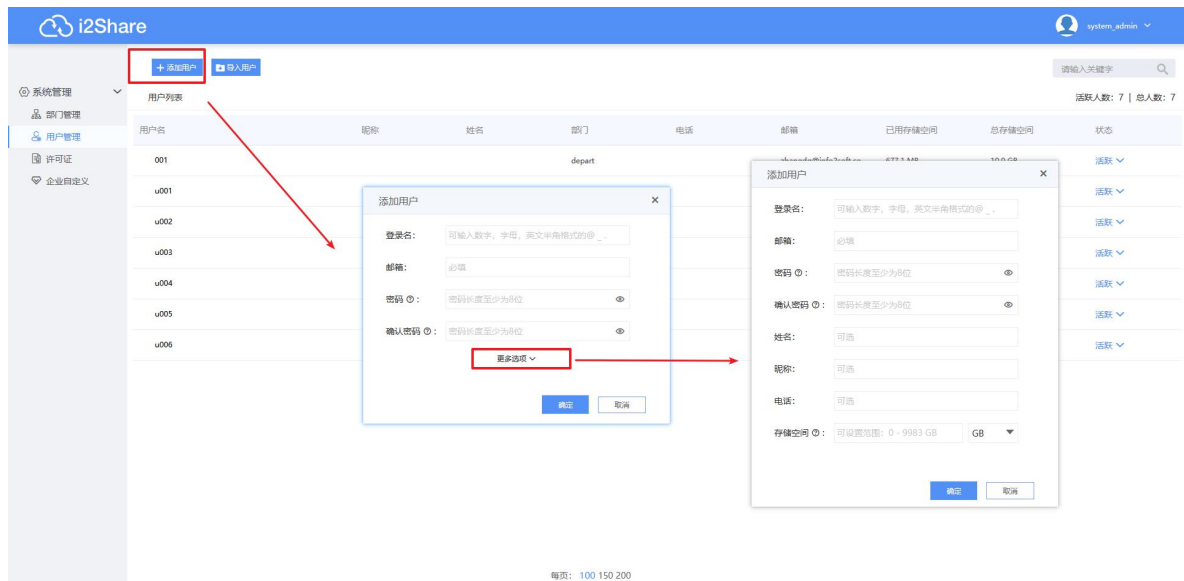 i2Share
system_admin
添加用户 导入用户 请输入关键字
系统管理
部门管理
用户管理
许可证
企业自定义
用户列表 活跃人数：7 | 总人数：7
用户名 昵称 姓名 部门 电话 邮箱 已用存储空间 总存储空间 状态
001 depart 677.1 MB 10.0 GB 活跃
u001 活跃
u002 活跃
u003 活跃
u004 活跃
u005 活跃
u006 活跃
添加用户
登录名： 可输入数字，字母，英文半角格式的@ _ .
邮箱： 必填
密码 ： 密码长度至少为8位
确认密码 ： 密码长度至少为8位
更多选项
确定 取消
添加用户
登录名： 可输入数字，字母，英文半角格式的@ _ .
邮箱： 必填
密码 ： 密码长度至少为8位
确认密码 ： 密码长度至少为8位
姓名： 可选
昵称： 可选
电话： 可选
存储空间 ： 可设置范围：0 - 9983 GB GB
确定 取消
每页： 100 150 200